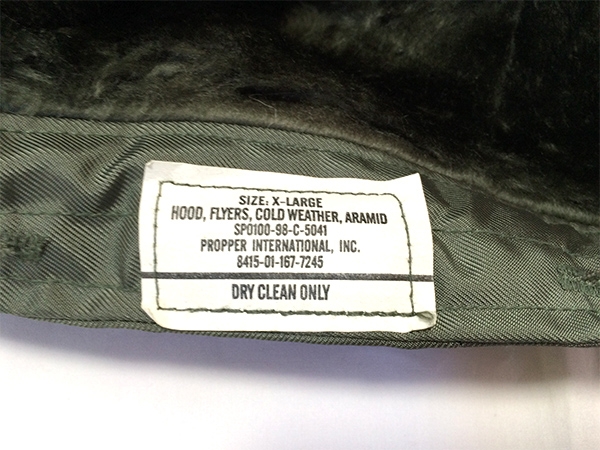 SIZE: X-LARGE
HOOD, FLYERS, COLD WEATHER, ARAMID
SPO100-98-C-5041
PROPPER INTERNATIONAL, INC.
8415-01-167-7245
DRY CLEAN ONLY